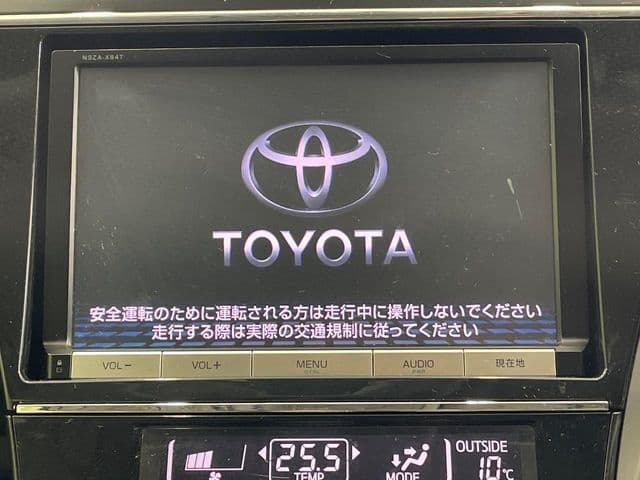 NSZA-X64T
TOYOTA
安全運転のために運転される方は走行中に操作しないでください
走行する際は実際の交通規制に従ってください
VOL− VOL+ MENU AUDIO 現在地
25.5 OUTSIDE
TEMP MODE 10℃